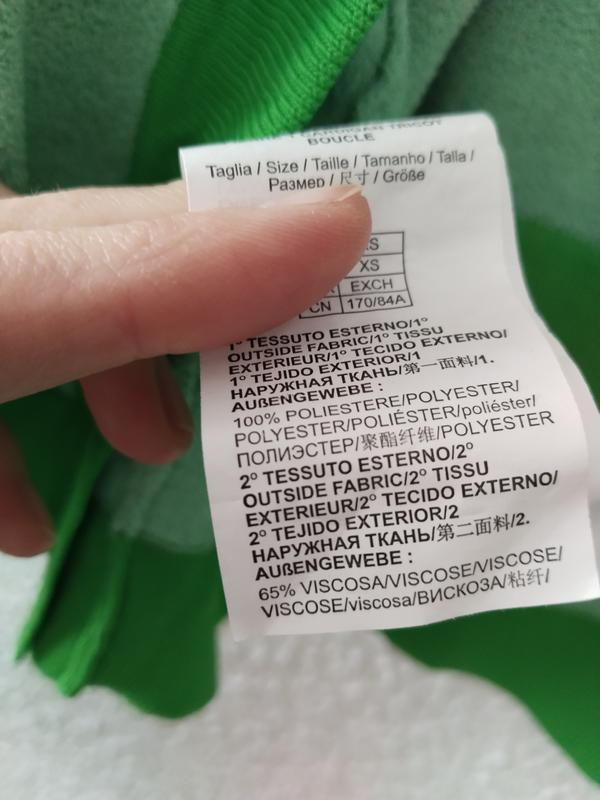 CARDIGAN TRICOT
BOUCLE
Taglia / Size / Taille / Tamanho / Talla /
Размер / 尺寸 / Größe
XS
EXCH
CN 170/84A
1° TESSUTO ESTERNO/1°
OUTSIDE FABRIC/1° TISSU
EXTERIEUR/1° TECIDO EXTERNO/
1° TEJIDO EXTERIOR/1
НАРУЖНАЯ ТКАНЬ/第一面料/1.
AUßENGEWEBE :
100% POLIESTERE/POLYESTER/
POLYESTER/POLIÉSTER/poliéster/
ПОЛИЭСТЕР/聚酯纤维/POLYESTER
2° TESSUTO ESTERNO/2°
OUTSIDE FABRIC/2° TISSU
EXTERIEUR/2° TECIDO EXTERNO/
2° TEJIDO EXTERIOR/2
НАРУЖНАЯ ТКАНЬ/第二面料/2.
AUßENGEWEBE :
65% VISCOSA/VISCOSE/VISCOSE/
VISCOSE/viscosa/ВИСКОЗА/粘纤/